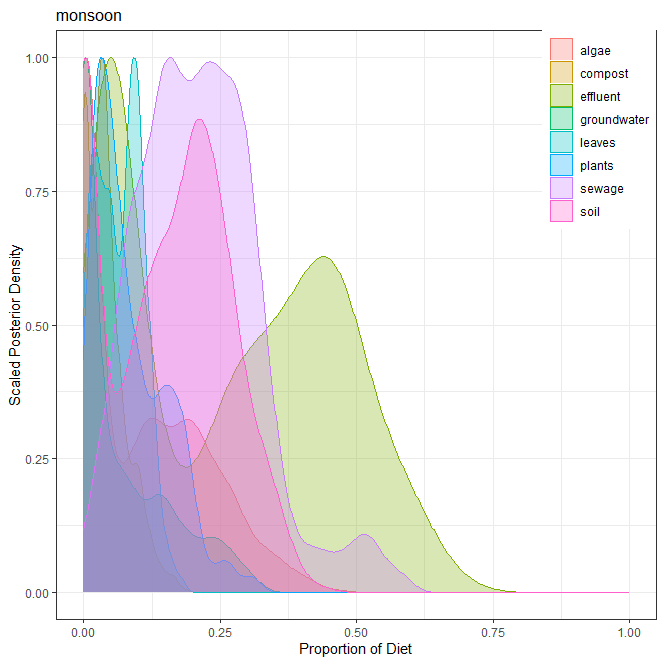 monsoon
algae
compost
effluent
groundwater
leaves
plants
sewage
soil
Scaled Posterior Density
1.00
0.75
0.50
0.25
0.00
0.00 0.25 0.50 0.75 1.00
Proportion of Diet